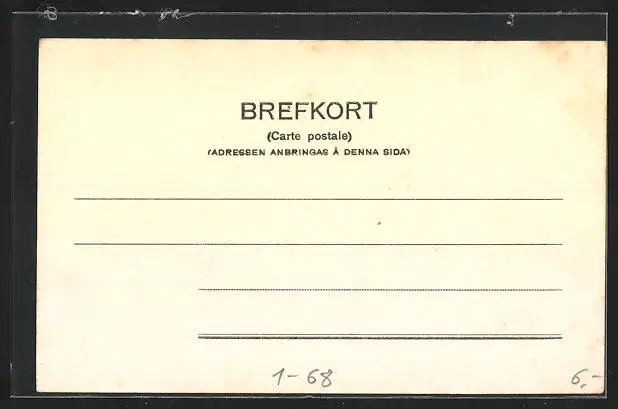 BREFKORT
(Carte postale)
(ADRESSEN ANBRINGAS Å DENNA SIDA)
1-68
6,-